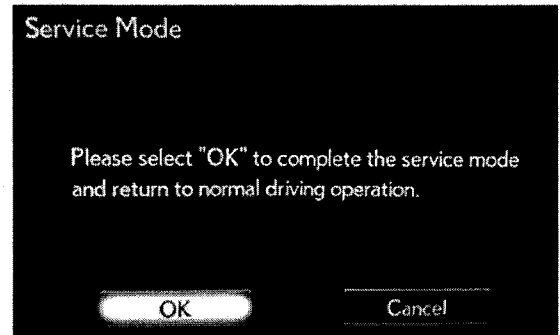 Service Mode
Please select "OK" to complete the service mode
and return to normal driving operation.
OK
Cancel